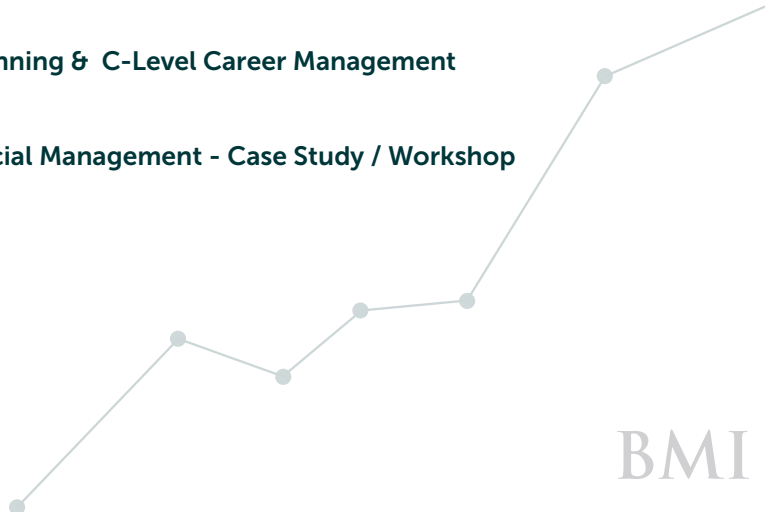 nning & C-Level Career Management
cial Management - Case Study / Workshop
BMI